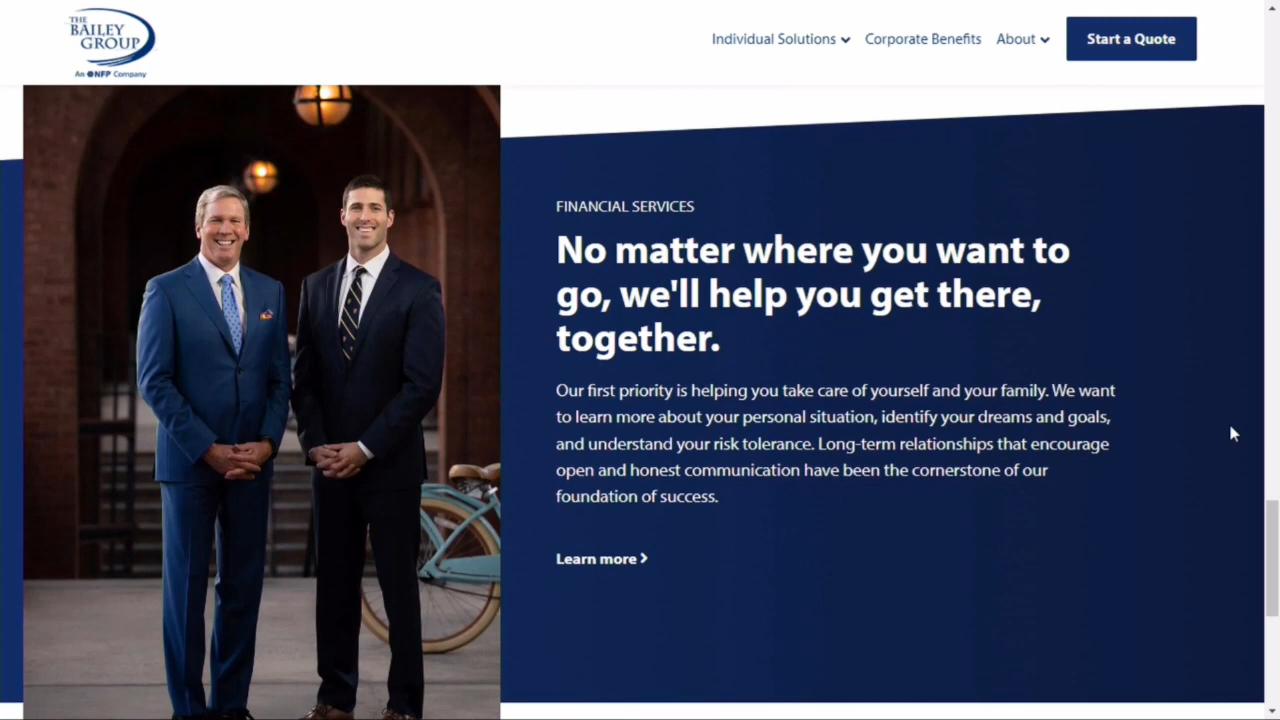 THE
BAILEY
GROUP
An NFP Company
Individual Solutions
Corporate Benefits
About
Start a Quote
FINANCIAL SERVICES
No matter where you want to
go, we'll help you get there,
together.
Our first priority is helping you take care of yourself and your family. We want
to learn more about your personal situation, identify your dreams and goals,
and understand your risk tolerance. Long-term relationships that encourage
open and honest communication have been the cornerstone of our
foundation of success.
Learn more